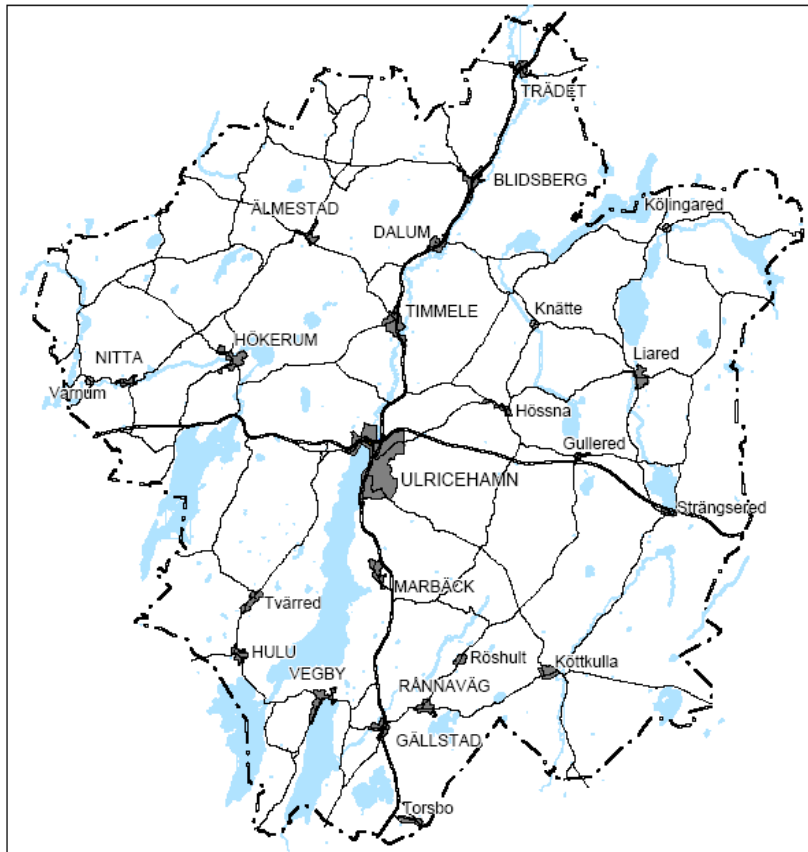 TRÄDET
BLIDSBERG
Kölingared
ÄLMESTAD
DALUM
TIMMELE
Knätte
HÖKERUM
NITTA
Liared
Varnum
Hössna
Gullered
ULRICEHAMN
Strängsered
MARBÄCK
Tvärred
HULU
Röshult
Köttkulla
VEGBY
RÅNNAVÄG
GÄLLSTAD
Torsbo